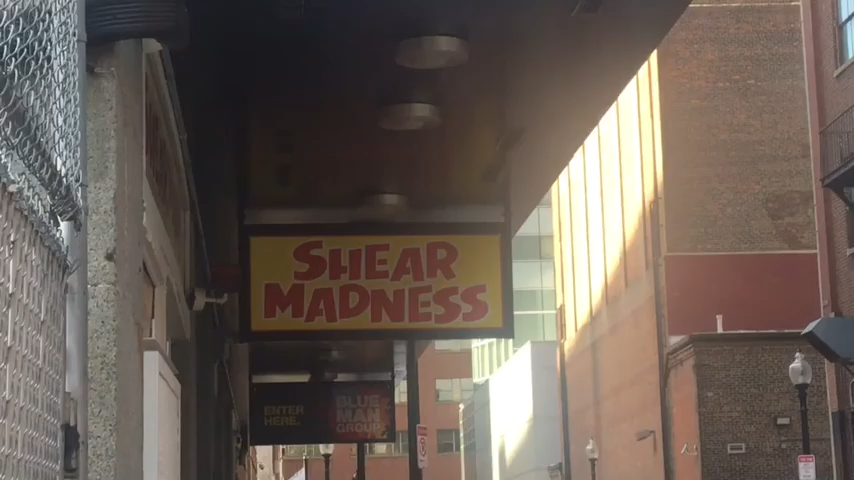 SHEAR
MADNESS
ENTER
HERE.
BLUE
MAN
GROUP